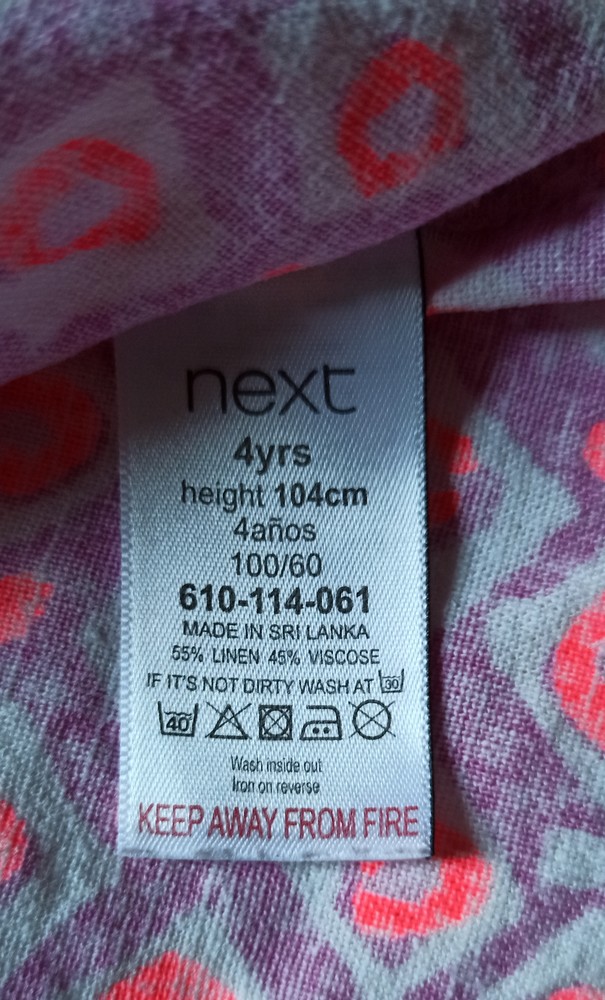 next
4yrs
height 104cm
4años
100/60
610-114-061
MADE IN SRI LANKA
55% LINEN 45% VISCOSE
IF IT'S NOT DIRTY WASH AT 30
40
Wash inside out
Iron on reverse
KEEP AWAY FROM FIRE